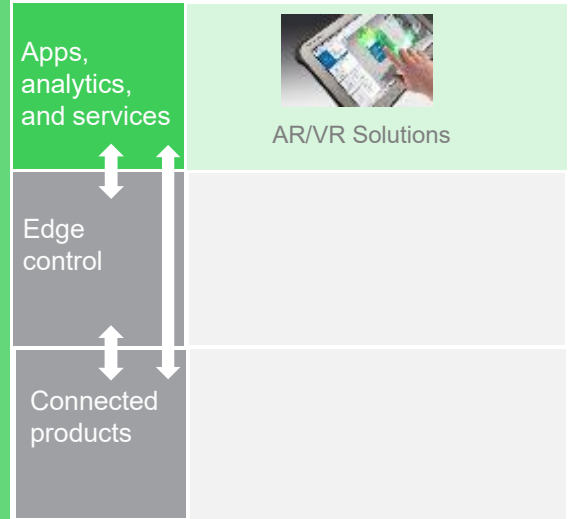 Apps,
analytics,
and services
AR/VR Solutions
Edge
control
Connected
products